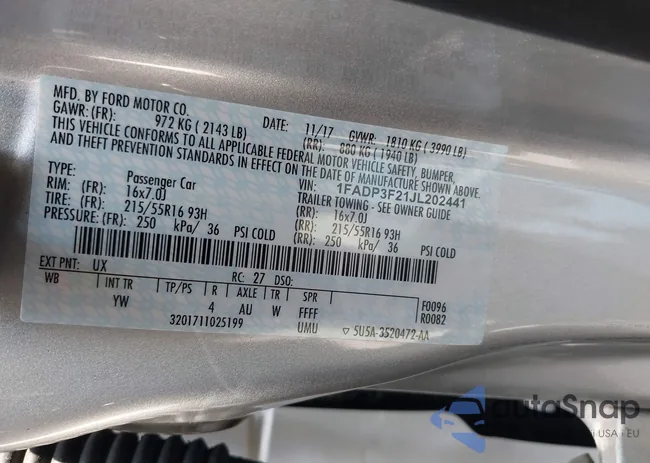 MFD. BY FORD MOTOR CO.
DATE: 11/17 GVWR: 1810 KG (3990 LB)
GAWR: (FR): 972 KG (2143 LB) (RR): 880 KG (1940 LB)
THIS VEHICLE CONFORMS TO ALL APPLICABLE FEDERAL MOTOR VEHICLE SAFETY, BUMPER,
AND THEFT PREVENTION STANDARDS IN EFFECT ON THE DATE OF MANUFACTURE SHOWN ABOVE.
VIN: 1FADP3F21JL202441
TYPE: Passenger Car TRAILER TOWING - SEE OWNER GUIDE
RIM: (FR): 16x7.0J (RR): 16x7.0J
TIRE: (FR): 215/55R16 93H (RR): 215/55R16 93H
PRESSURE: (FR): 250 kPa/ 36 PSI COLD (RR): 250 kPa/ 36 PSI COLD
EXT PNT: UX RC: 27 DSO:
WB INT TR TP/PS R AXLE TR SPR F0096
YW 4 AU W FFFF R0082
3201711025199 UMU ▽ 5U5A-3520472-AA
autoSnap
USA • EU